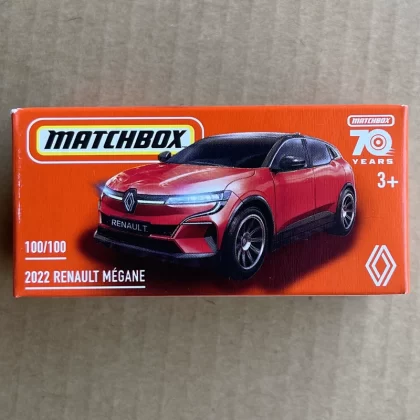 MATCHBOX
MATCHBOX
70
YEARS
3+
RENAULT
100/100
2022 RENAULT MÉGANE